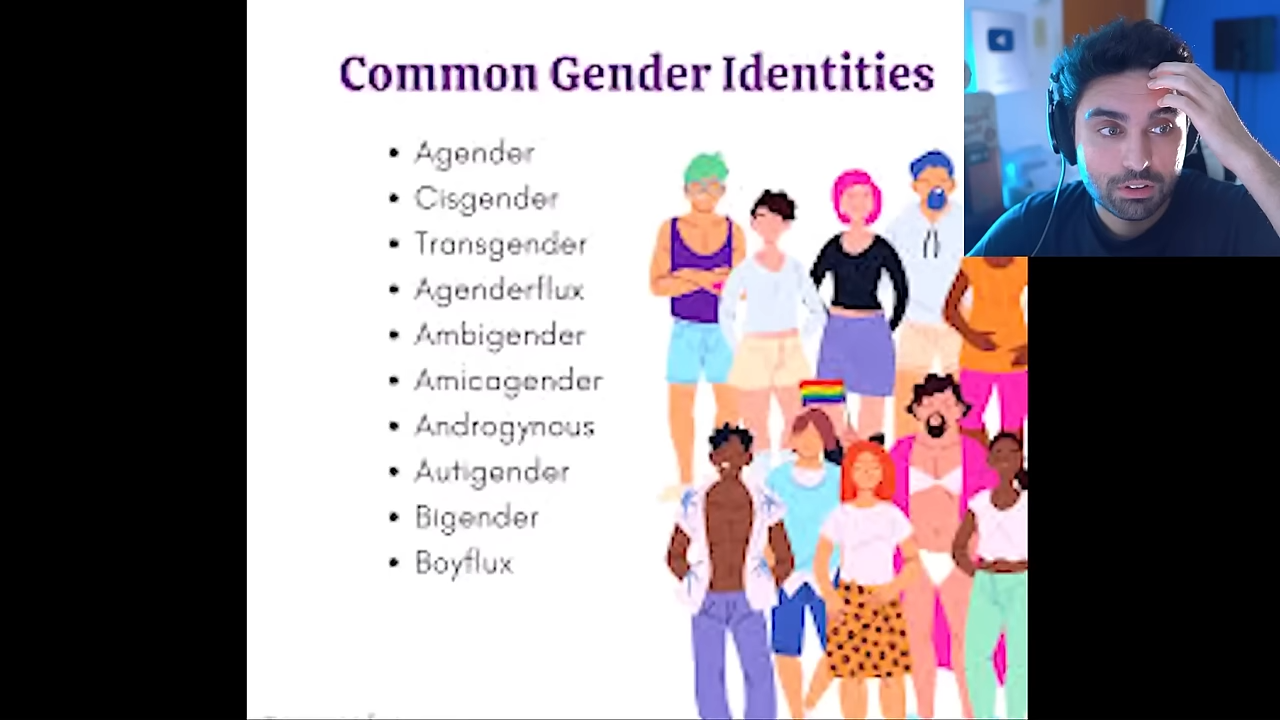 Common Gender Identities
• Agender
• Cisgender
• Transgender
• Agenderflux
• Ambigender
• Amicagender
• Androgynous
• Autigender
• Bigender
• Boyflux